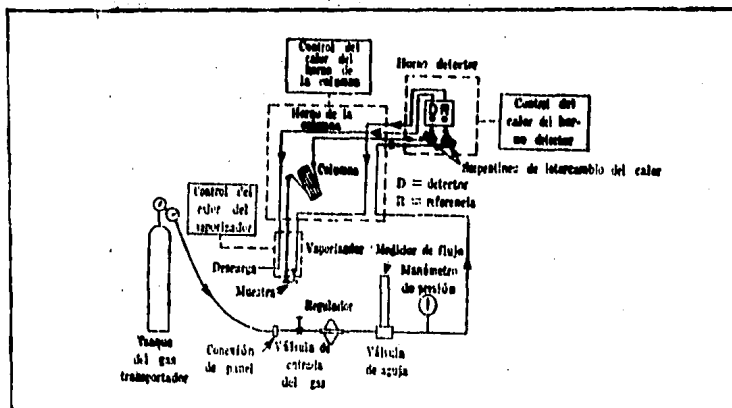 Control del
calor del
horno de
la columna
Horno detector
Horno de la
columna
Control del
calor del hor-
no detector
D R
Serpentines de intercambio del calor
Columna
D = detector
R = referencia
Control del
calor del
vaporizador
Vaporizador
Medidor de flujo
Descarga
Manómetro
de presión
Muestra
Regulador
Tanque
del gas
transportador
Conexión
de panel
Válvula de
entrada
del gas
Válvula
de aguja